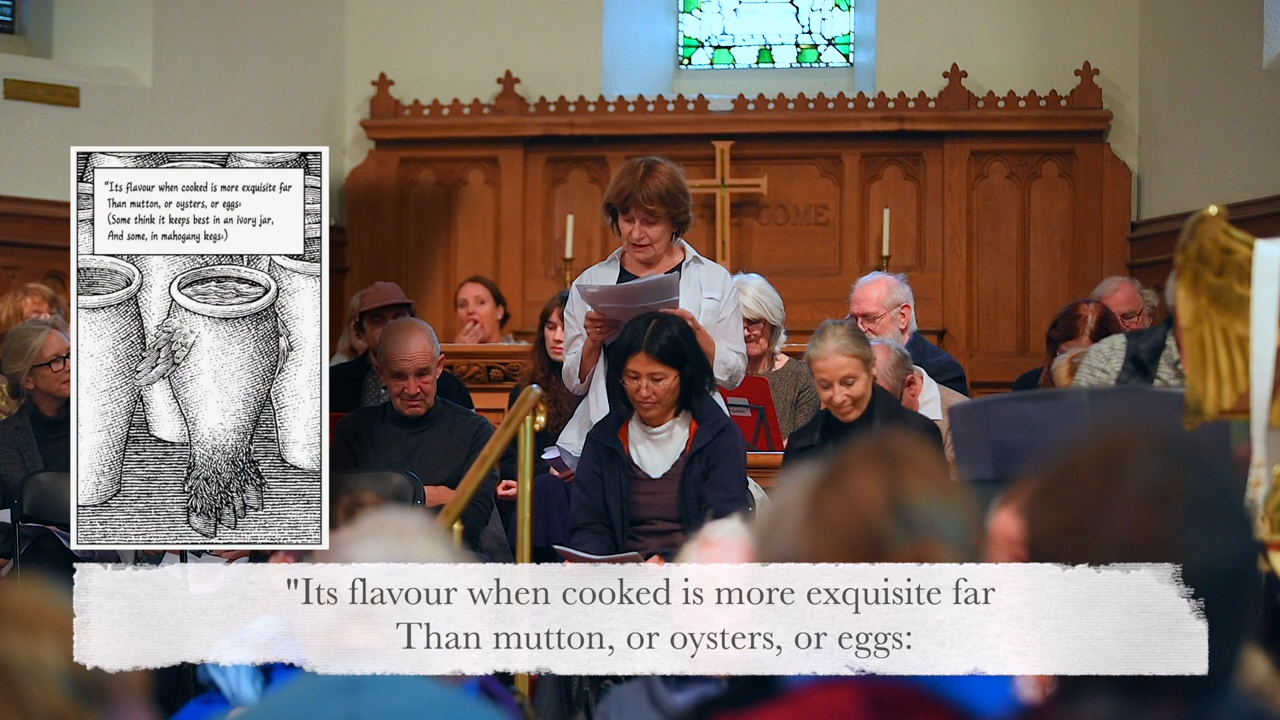 "Its flavour when cooked is more exquisite far
Than mutton, or oysters, or eggs:
(Some think it keeps best in an ivory jar,
And some, in mahogany kegs:)
"Its flavour when cooked is more exquisite far
Than mutton, or oysters, or eggs: